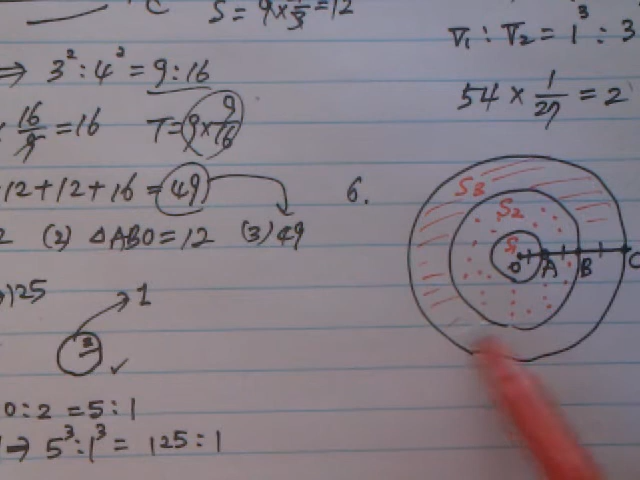 C
S = 9 × 4/3 = 12
⇒ 3² : 4² = 9 : 16
× 16/9 = 16 T = 9 × 9/16
12 + 12 + 16 = 49
2 (2) △ABO = 12 (3) 49
125
1
0 : 2 = 5 : 1
⇒ 5³ : 1³ = 125 : 1
V₁ : V₂ = 1³ : 3
54 × 1/27 = 2
6.
S3
S2
S1
O A B C